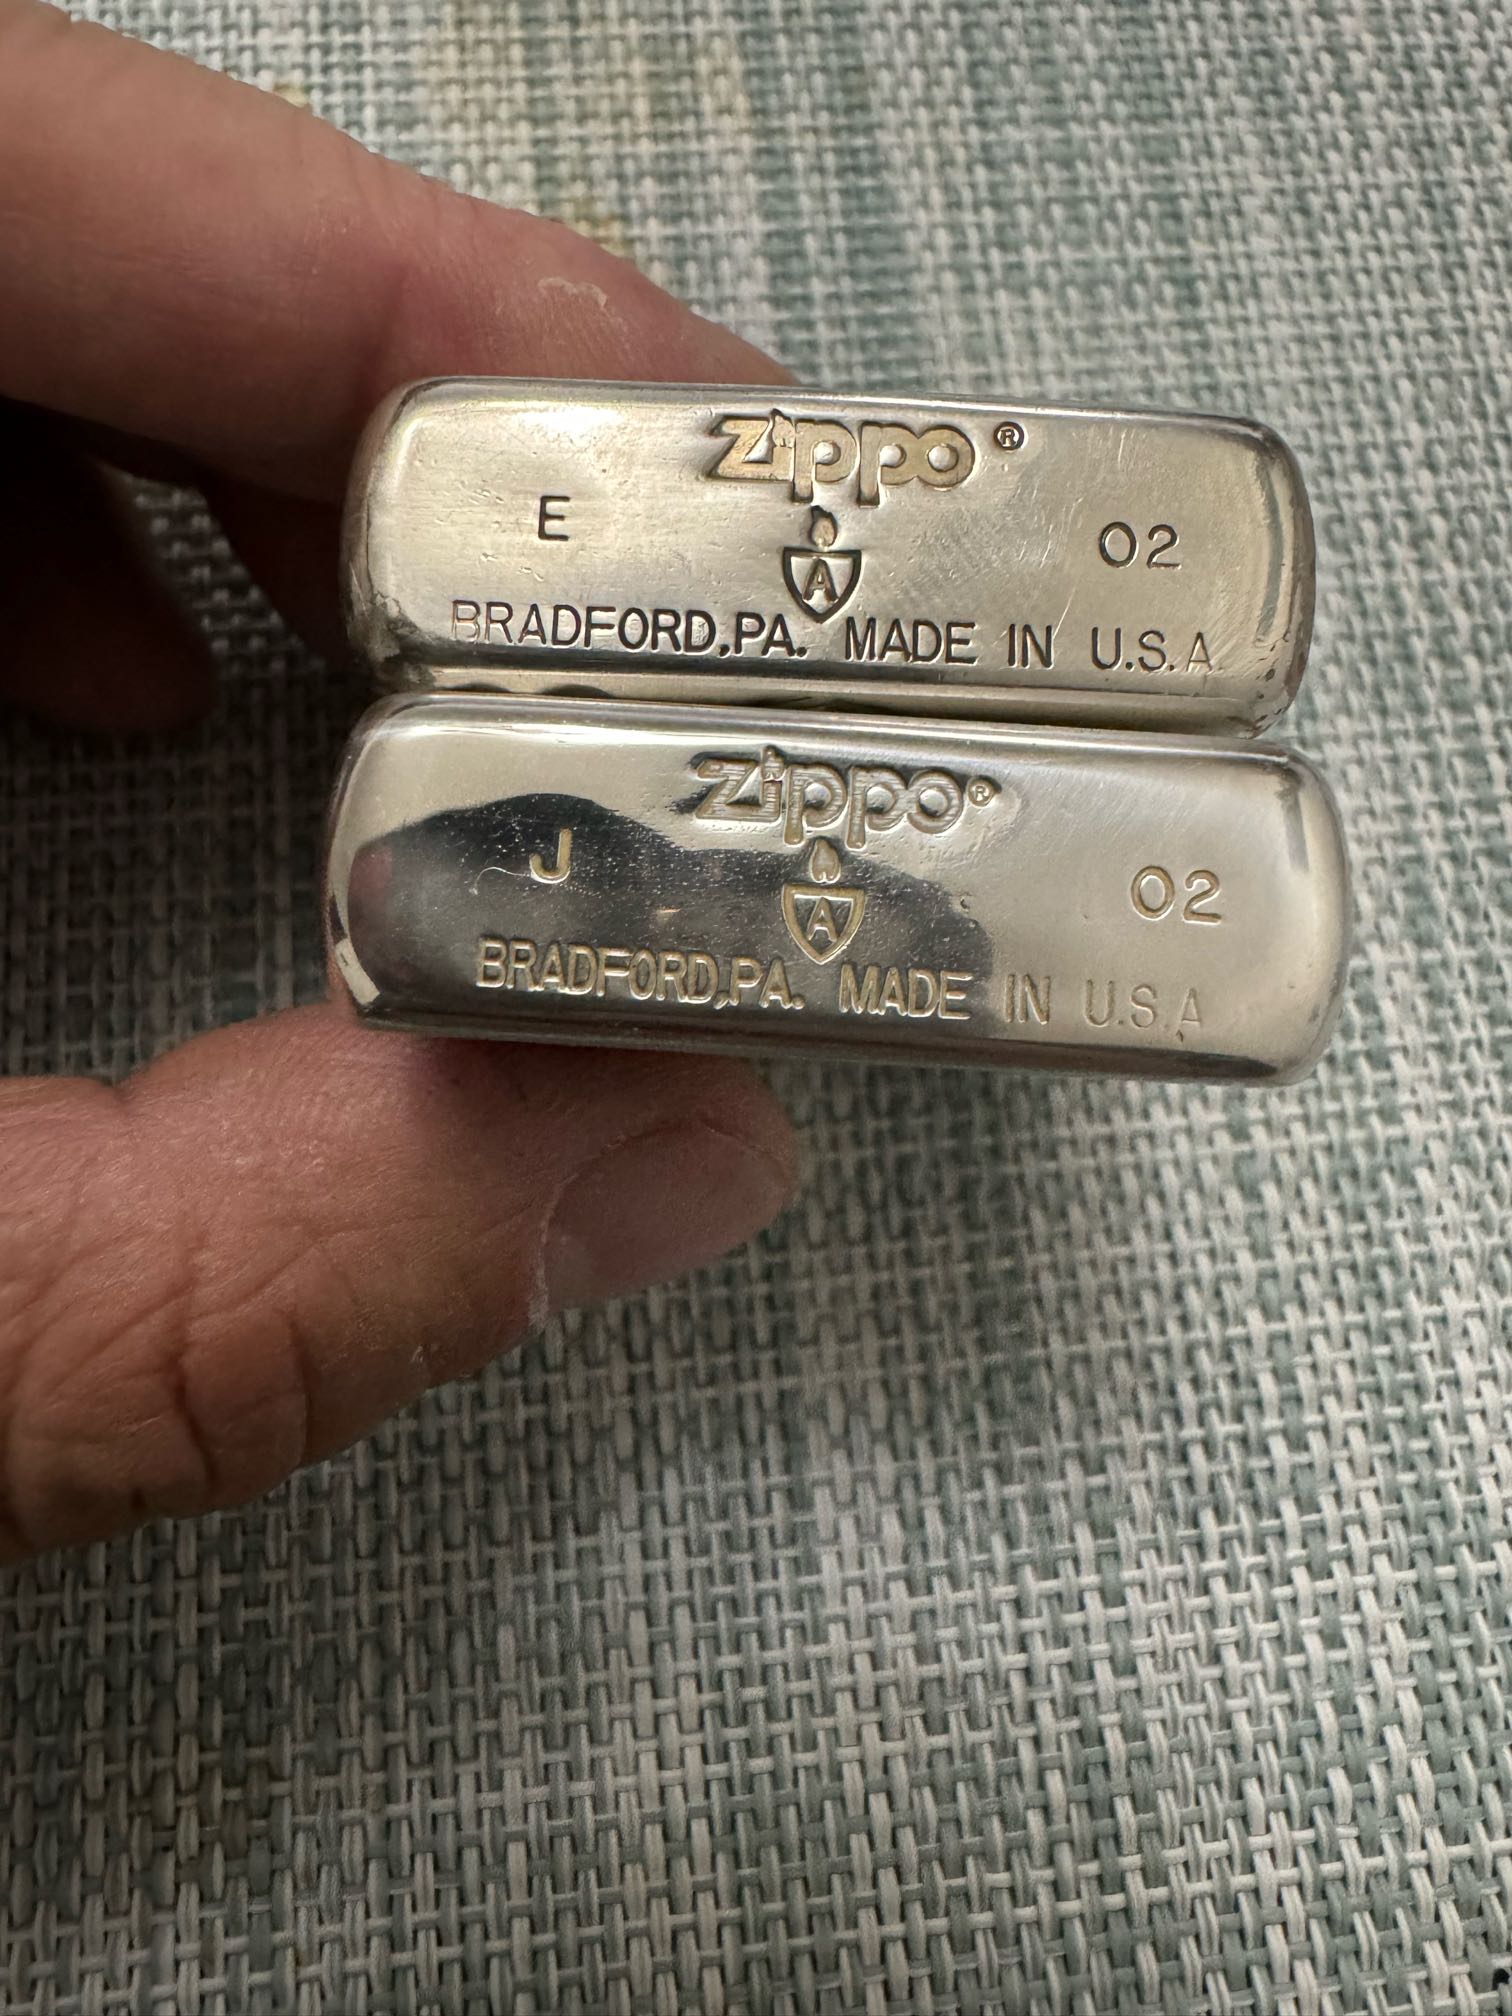 zippo ®
E 02
A
BRADFORD,PA. MADE IN U.S.A.
zippo ®
J 02
A
BRADFORD,PA. MADE IN U.S.A